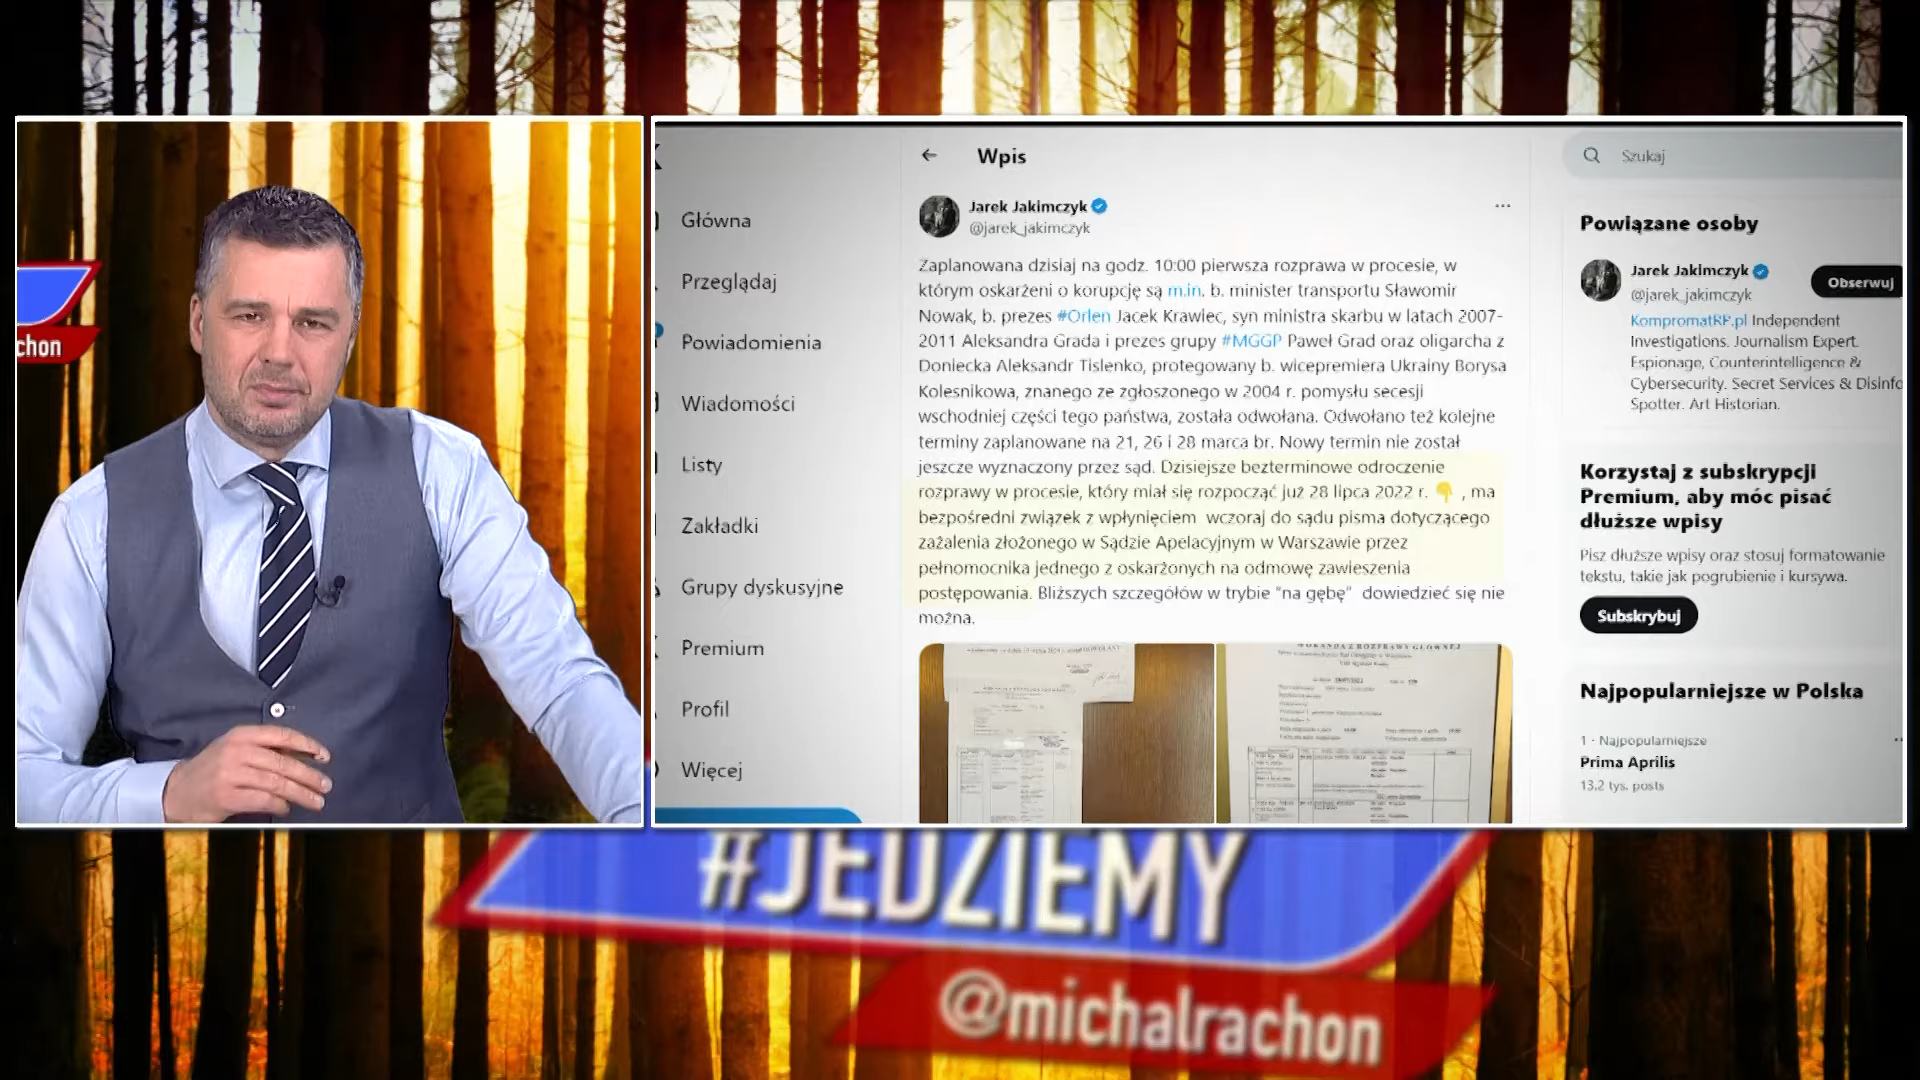 chon
Główna
Przeglądaj
Powiadomienia
Wiadomości
Listy
Zakładki
Grupy dyskusyjne
Premium
Profil
Więcej
Wpis
Jarek Jakimczyk
@jarek_jakimczyk
Zaplanowana dzisiaj na godz. 10:00 pierwsza rozprawa w procesie, w
którym oskarżeni o korupcję są m.in. b. minister transportu Sławomir
Nowak, b. prezes #Orlen Jacek Krawiec, syn ministra skarbu w latach 2007-
2011 Aleksandra Grada i prezes grupy #MGGP Paweł Grad oraz oligarcha z
Doniecka Aleksandr Tislenko, protegowany b. wicepremiera Ukrainy Borysa
Kolesnikowa, znanego ze zgłoszonego w 2004 r. pomysłu secesji
wschodniej części tego państwa, została odwołana. Odwołano też kolejne
terminy zaplanowane na 21, 26 i 28 marca br. Nowy termin nie został
jeszcze wyznaczony przez sąd. Dzisiejsze bezterminowe odroczenie
rozprawy w procesie, który miał się rozpocząć już 28 lipca 2022 r. 👇 , ma
bezpośredni związek z wpłynięciem wczoraj do sądu pisma dotyczącego
zażalenia złożonego w Sądzie Apelacyjnym w Warszawie przez
pełnomocnika jednego z oskarżonych na odmowę zawieszenia
postępowania. Bliższych szczegółów w trybie "na gębę" dowiedzieć się nie
można.
Szukaj
Powiązane osoby
Jarek Jakimczyk
@jarek_jakimczyk
Obserwuj
KompromatRP.pl Independent
Investigations. Journalism Expert.
Espionage, Counterintelligence &
Cybersecurity. Secret Services & Disinfo
Spotter. Art Historian.
Korzystaj z subskrypcji
Premium, aby móc pisać
dłuższe wpisy
Pisz dłuższe wpisy oraz stosuj formatowanie
tekstu, takie jak pogrubienie i kursywa.
Subskrybuj
Najpopularniejsze w Polska
1 · Najpopularniejsze
Prima Aprilis
13,2 tys. posts
#JEDZIEMY
@michalrachon